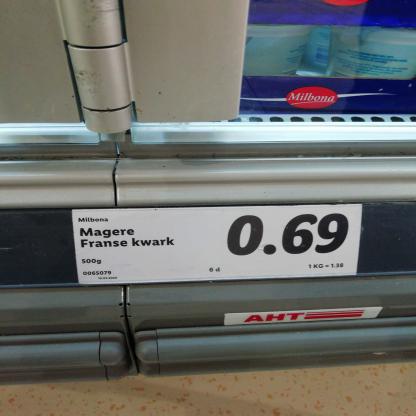 Milbona
Milbona
Magere
Franse kwark
0.69
500g
0065079
6 d
1 KG = 1.38
AHT